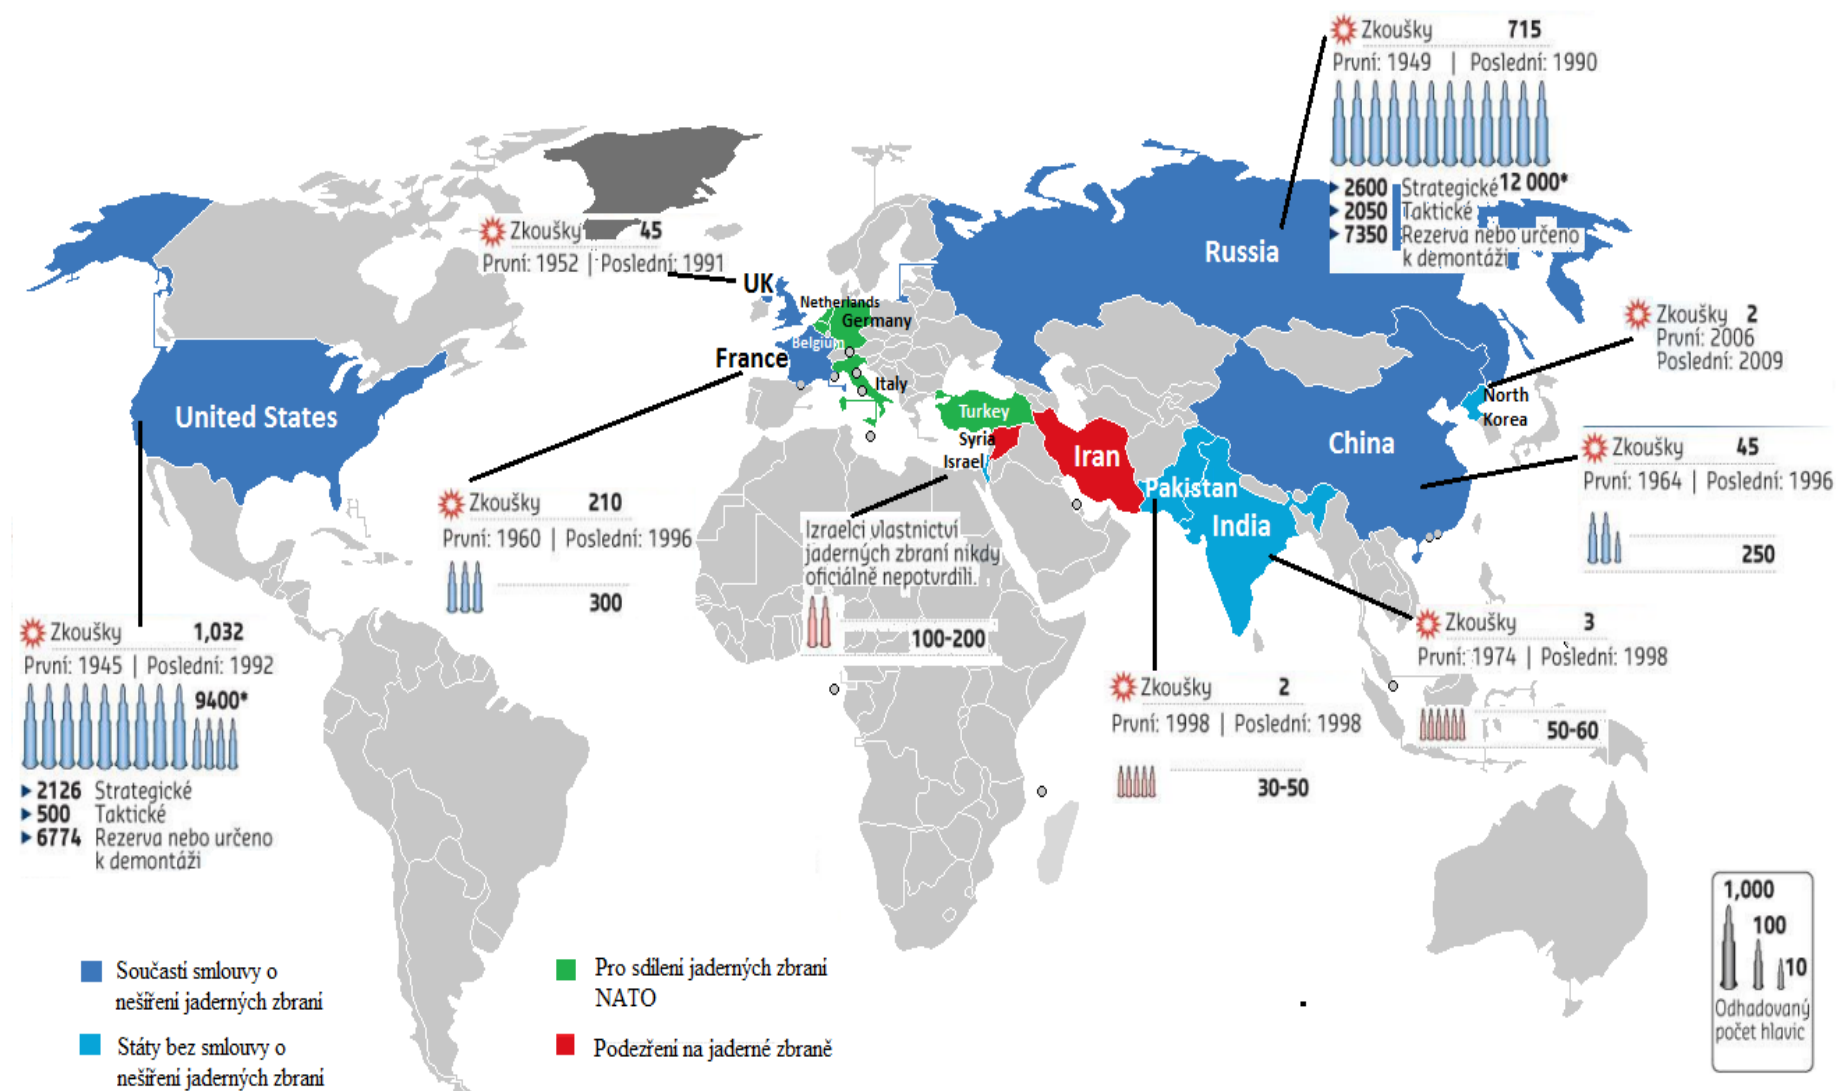 Zkoušky 715
První: 1949 | Poslední: 1990
2600 Strategické 12 000*
2050 Taktické
7350 Rezerva nebo určeno
k demontáži
Russia
Zkoušky 45
První: 1952 | Poslední: 1991
UK
Netherlands
Germany
Belgium
France
Italy
Zkoušky 2
První: 2006
Poslední: 2009
North
Korea
United States
Turkey
Syria
Israel
Iran
Pakistan
India
China
Zkoušky 45
První: 1964 | Poslední: 1996
250
Zkoušky 210
První: 1960 | Poslední: 1996
300
Izraelci vlastnictví
jaderných zbraní nikdy
oficiálně nepotvrdili.
100-200
Zkoušky 1,032
První: 1945 | Poslední: 1992
9400*
2126 Strategické
500 Taktické
6774 Rezerva nebo určeno
k demontáži
Zkoušky 3
První: 1974 | Poslední: 1998
50-60
Zkoušky 2
První: 1998 | Poslední: 1998
30-50
1,000
100
10
Odhadovaný
počet hlavic
Součastí smlouvy o
nešíření jaderných zbraní
Státy bez smlouvy o
nešíření jaderných zbraní
Pro sdílení jaderných zbraní
NATO
Podezření na jaderné zbraně